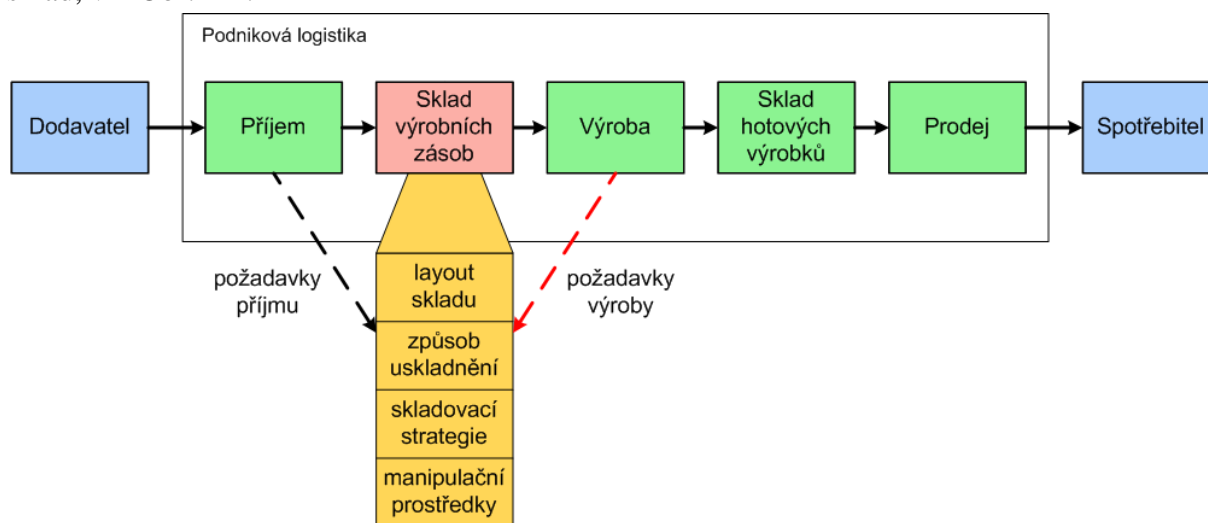 Podniková logistika
Dodavatel
Příjem
Sklad
výrobních
zásob
Výroba
Sklad
hotových
výrobků
Prodej
Spotřebitel
požadavky
příjmu
layout
skladu
způsob
uskladnění
skladovací
strategie
manipulační
prostředky
požadavky
výroby